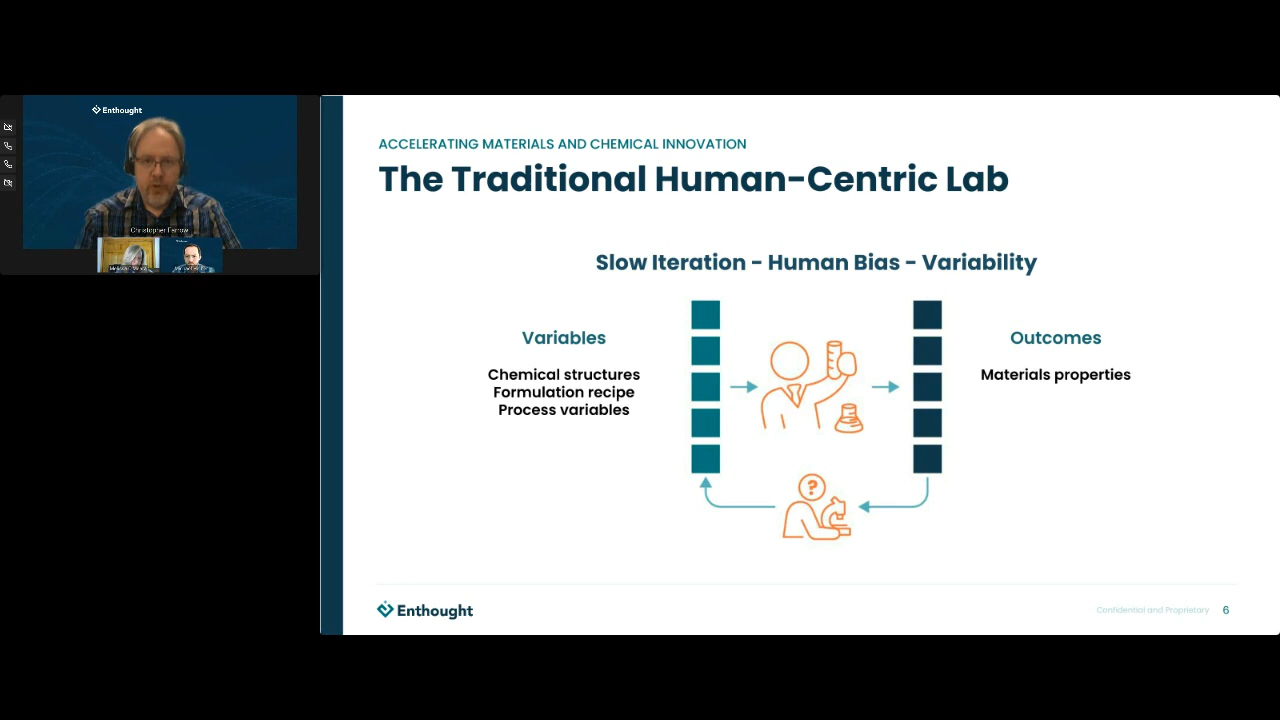 Enthought
Christopher Farrow
ACCELERATING MATERIALS AND CHEMICAL INNOVATION
The Traditional Human-Centric Lab
Slow Iteration - Human Bias - Variability
Variables
Chemical structures
Formulation recipe
Process variables
Outcomes
Materials properties
?
Enthought
Confidential and Proprietary
6